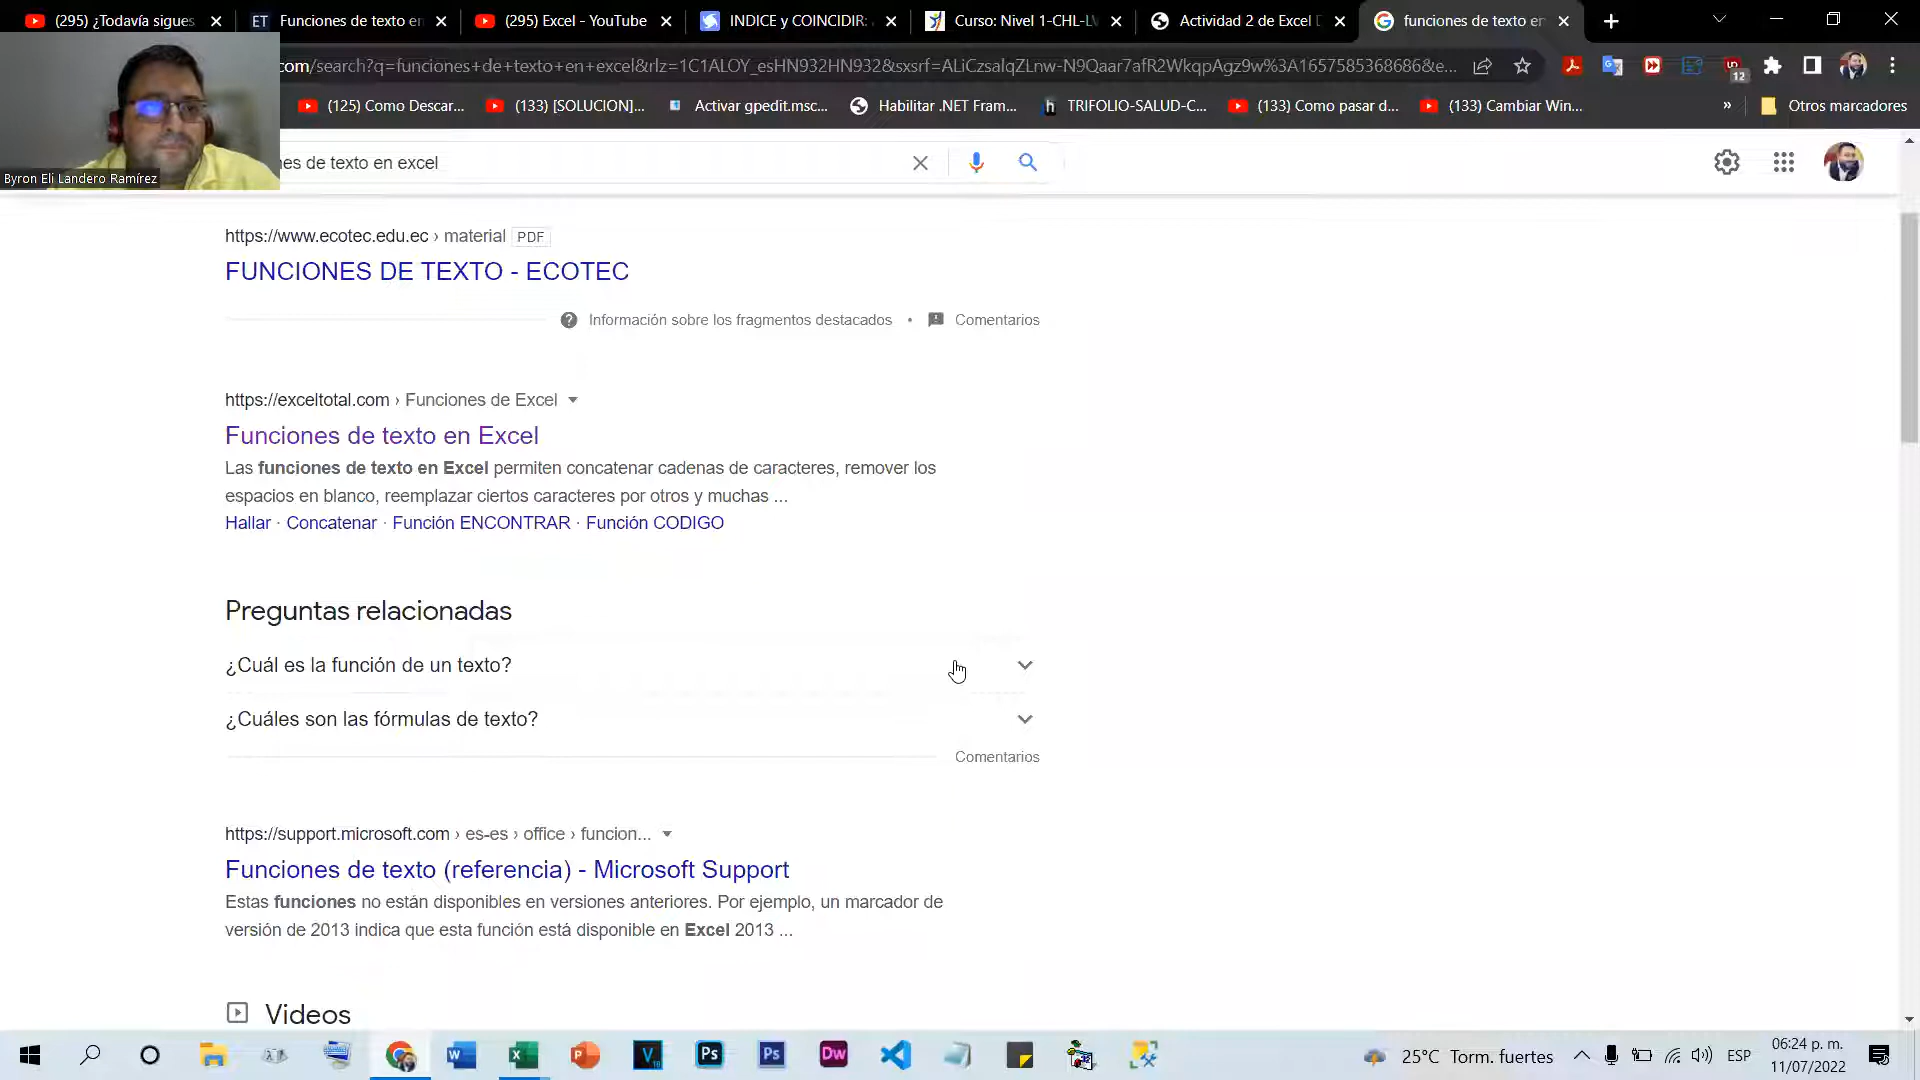 (295) ¿Todavía sigues
ET Funciones de texto en
(295) Excel - YouTube
INDICE y COINCIDIR:
Curso: Nivel 1-CHL-LV
Actividad 2 de Excel D
funciones de texto en
com/search?q=funciones+de+texto+en+excel&rlz=1C1ALOY_esHN932HN932&sxsrf=ALiCzsalqZLnw-N9Qaar7afR2WkqpAgz9w%3A1657585368686&e...
12
(125) Como Descar...
(133) [SOLUCION]...
Activar gpedit.msc...
Habilitar .NET Fram...
TRIFOLIO-SALUD-C...
(133) Como pasar d...
(133) Cambiar Win...
»
Otros marcadores
Byron Eli Landero Ramírez
nes de texto en excel
https://www.ecotec.edu.ec › material PDF
FUNCIONES DE TEXTO - ECOTEC
Información sobre los fragmentos destacados • Comentarios
https://exceltotal.com › Funciones de Excel
Funciones de texto en Excel
Las funciones de texto en Excel permiten concatenar cadenas de caracteres, remover los
espacios en blanco, reemplazar ciertos caracteres por otros y muchas ...
Hallar · Concatenar · Función ENCONTRAR · Función CODIGO
Preguntas relacionadas
¿Cuál es la función de un texto?
¿Cuáles son las fórmulas de texto?
Comentarios
https://support.microsoft.com › es-es › office › funcion...
Funciones de texto (referencia) - Microsoft Support
Estas funciones no están disponibles en versiones anteriores. Por ejemplo, un marcador de
versión de 2013 indica que esta función está disponible en Excel 2013 ...
Videos
25°C Torm. fuertes
ESP
06:24 p. m.
11/07/2022